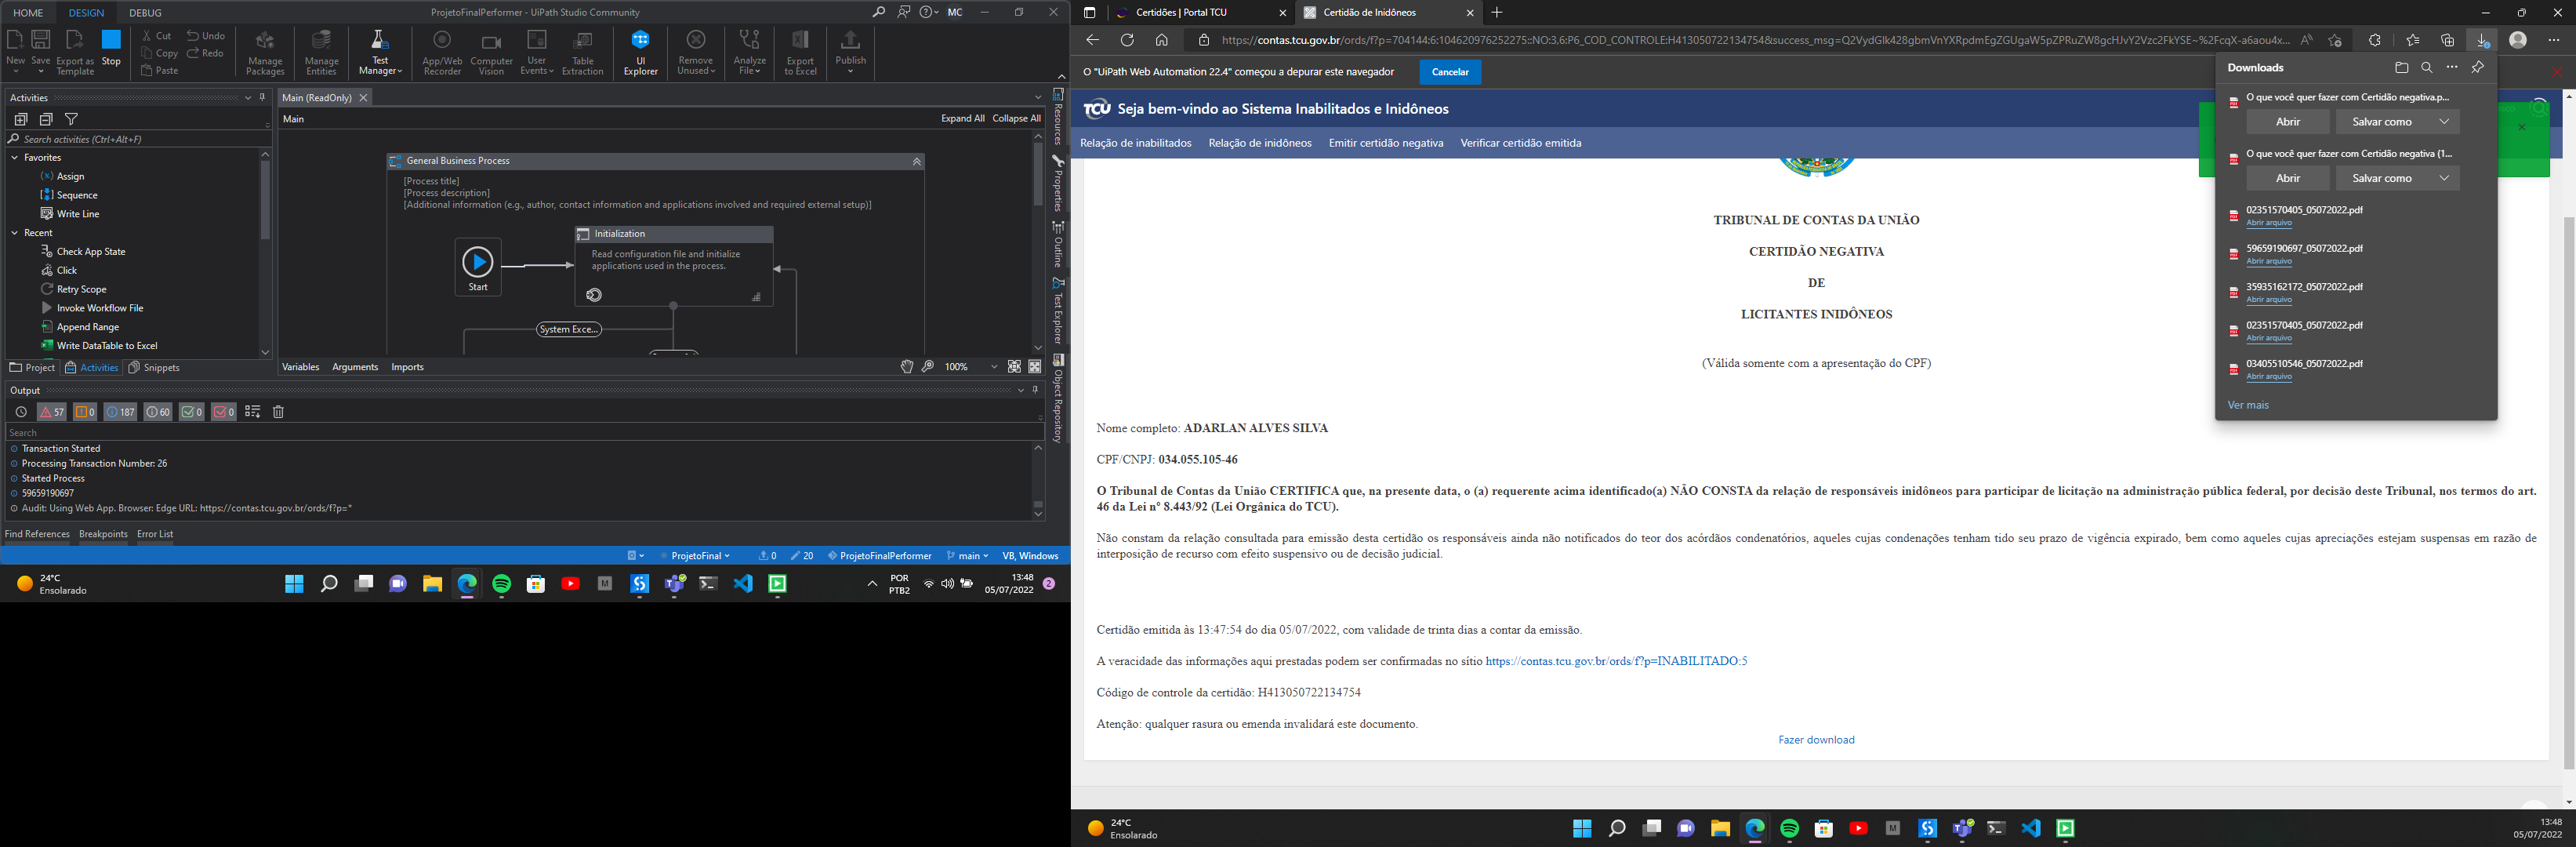 HOME DESIGN DEBUG
ProjetoFinalPerformer - UiPath Studio Community
MC
New
Save
Export as Template
Stop
Cut
Copy
Paste
Undo
Redo
Manage Packages
Manage Entities
Test Manager
App/Web Recorder
Computer Vision
User Events
Table Extraction
UI Explorer
Remove Unused
Analyze File
Export to Excel
Publish
Activities
Search activities (Ctrl+Alt+F)
Favorites
Assign
Sequence
Write Line
Recent
Check App State
Click
Retry Scope
Invoke Workflow File
Append Range
Write DataTable to Excel
Project Activities Snippets
Main (ReadOnly)
Main
Expand All Collapse All
General Business Process
[Process title]
[Process description]
[Additional information (e.g., author, contact information and applications involved and required external setup)]
Start
Initialization
Read configuration file and initialize
applications used in the process.
System Exce...
Variables Arguments Imports
100%
Resources
Properties
Outline
Test Explorer
Object Repository
Output
57 0 187 60 0 0
Search
Transaction Started
Processing Transaction Number: 26
Started Process
59659190697
Audit: Using Web App. Browser: Edge URL: https://contas.tcu.gov.br/ords/f?p=*
Find References Breakpoints Error List
ProjetoFinal 0 20 ProjetoFinalPerformer main VB, Windows
24°C
Ensolarado
POR
PTB2
13:48
05/07/2022
2
Certidões | Portal TCU
Certidão de Inidôneos
https://contas.tcu.gov.br/ords/f?p=704144:6:104620976252275::NO:3,6:P6_COD_CONTROLE:H413050722134754&success_msg=Q2VydGlk428gbmVnYXRpdmEgZGUgaW5pZPRuZW8gcHJvY2Vzc2FkYSE~%2FcqX-a6aou4x...
O "UiPath Web Automation 22.4" começou a depurar este navegador
Cancelar
TCU Seja bem-vindo ao Sistema Inabilitados e Inidôneos
Relação de inabilitados Relação de inidôneos Emitir certidão negativa Verificar certidão emitida
TRIBUNAL DE CONTAS DA UNIÃO
CERTIDÃO NEGATIVA
DE
LICITANTES INIDÔNEOS
(Válida somente com a apresentação do CPF)
Nome completo: ADARLAN ALVES SILVA
CPF/CNPJ: 034.055.105-46
O Tribunal de Contas da União CERTIFICA que, na presente data, o (a) requerente acima identificado(a) NÃO CONSTA da relação de responsáveis inidôneos para participar de licitação na administração pública federal, por decisão deste Tribunal, nos termos do art.
46 da Lei nº 8.443/92 (Lei Orgânica do TCU).
Não constam da relação consultada para emissão desta certidão os responsáveis ainda não notificados do teor dos acórdãos condenatórios, aqueles cujas condenações tenham tido seu prazo de vigência expirado, bem como aqueles cujas apreciações estejam suspensas em razão de
interposição de recurso com efeito suspensivo ou de decisão judicial.
Certidão emitida às 13:47:54 do dia 05/07/2022, com validade de trinta dias a contar da emissão.
A veracidade das informações aqui prestadas podem ser confirmadas no sítio https://contas.tcu.gov.br/ords/f?p=INABILITADO:5
Código de controle da certidão: H413050722134754
Atenção: qualquer rasura ou emenda invalidará este documento.
Fazer download
Downloads
O que você quer fazer com Certidão negativa.p...
Abrir Salvar como
O que você quer fazer com Certidão negativa (1...
Abrir Salvar como
02351570405_05072022.pdf
Abrir arquivo
59659190697_05072022.pdf
Abrir arquivo
35935162172_05072022.pdf
Abrir arquivo
02351570405_05072022.pdf
Abrir arquivo
03405510546_05072022.pdf
Abrir arquivo
Ver mais
24°C
Ensolarado
13:48
05/07/2022